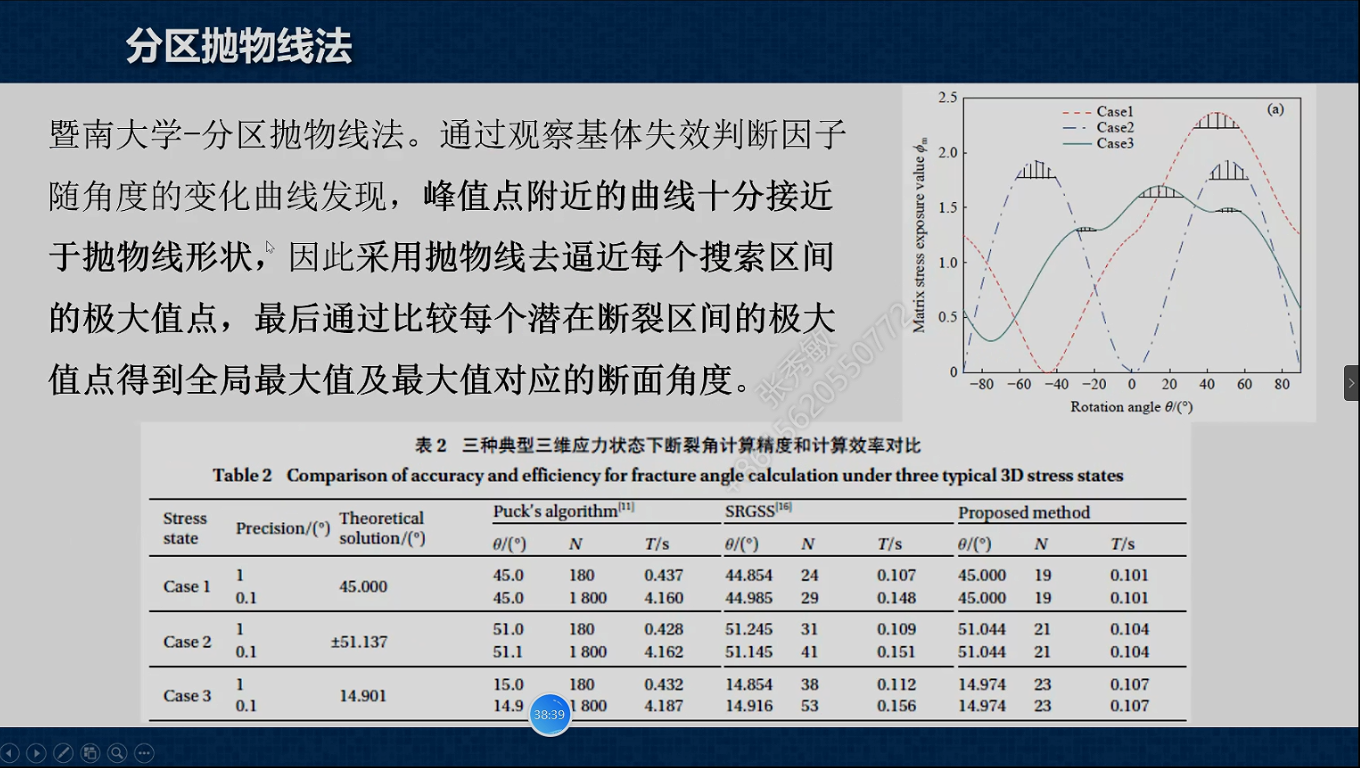 分区抛物线法
暨南大学-分区抛物线法。通过观察基体失效判断因子
随角度的变化曲线发现，峰值点附近的曲线十分接近
于抛物线形状，因此采用抛物线去逼近每个搜索区间
的极大值点，最后通过比较每个潜在断裂区间的极大
值点得到全局最大值及最大值对应的断面角度。
(a)
Case1
Case2
Case3
Matrix stress exposure value ϕm
2.5
2.0
1.5
1.0
0.5
0
−80 −60 −40 −20 0 20 40 60 80
Rotation angle θ/(°)
张秀敏
表 2 三种典型三维应力状态下断裂角计算精度和计算效率对比
Table 2 Comparison of accuracy and efficiency for fracture angle calculation under three typical 3D stress states
Stress state Precision/(°) Theoretical solution/(°) Puck's algorithm[11] SRGSS[16] Proposed method
θ/(°) N T/s θ/(°) N T/s θ/(°) N T/s
Case 1 1 45.000 45.0 180 0.437 44.854 24 0.107 45.000 19 0.101
0.1 45.0 1 800 4.160 44.985 29 0.148 45.000 19 0.101
Case 2 1 ±51.137 51.0 180 0.428 51.245 31 0.109 51.044 21 0.104
0.1 51.1 1 800 4.162 51.145 41 0.151 51.044 21 0.104
Case 3 1 14.901 15.0 180 0.432 14.854 38 0.112 14.974 23 0.107
0.1 14.9 1 800 4.187 14.916 53 0.156 14.974 23 0.107
38:39